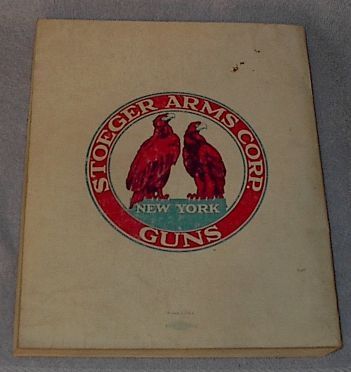 STOEGER ARMS CORP.
NEW YORK
GUNS